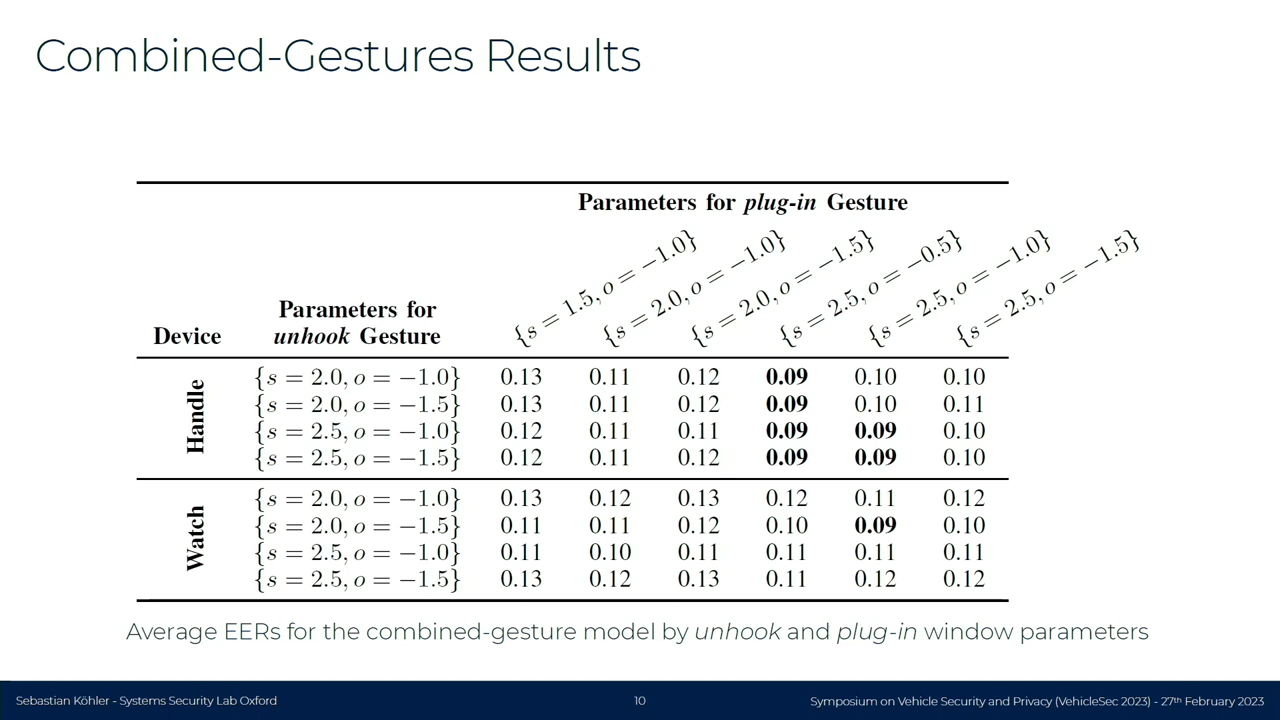 Combined-Gestures Results
Parameters for plug-in Gesture
{s = 1.5, o = −1.0}
{s = 2.0, o = −1.0}
{s = 2.0, o = −1.5}
{s = 2.5, o = −0.5}
{s = 2.5, o = −1.0}
{s = 2.5, o = −1.5}
Device
Parameters for
unhook Gesture
Handle
{s = 2.0, o = −1.0} 0.13 0.11 0.12 0.09 0.10 0.10
{s = 2.0, o = −1.5} 0.13 0.11 0.12 0.09 0.10 0.11
{s = 2.5, o = −1.0} 0.12 0.11 0.11 0.09 0.09 0.10
{s = 2.5, o = −1.5} 0.12 0.11 0.12 0.09 0.09 0.10
Watch
{s = 2.0, o = −1.0} 0.13 0.12 0.13 0.12 0.11 0.12
{s = 2.0, o = −1.5} 0.11 0.11 0.12 0.10 0.09 0.10
{s = 2.5, o = −1.0} 0.11 0.10 0.11 0.11 0.11 0.11
{s = 2.5, o = −1.5} 0.13 0.12 0.13 0.11 0.12 0.12
Average EERs for the combined-gesture model by unhook and plug-in window parameters
Sebastian Köhler - Systems Security Lab Oxford
10
Symposium on Vehicle Security and Privacy (VehicleSec 2023) - 27th February 2023